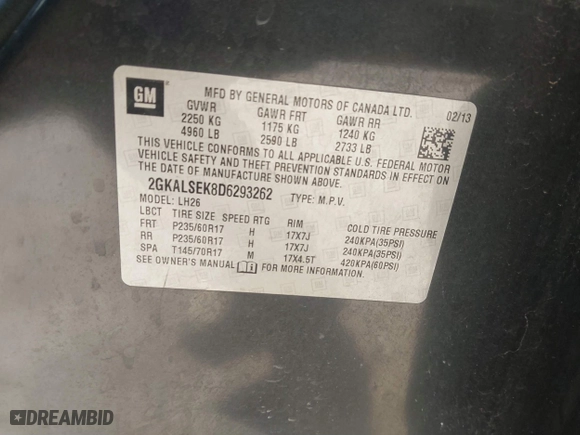 GM
MFD BY GENERAL MOTORS OF CANADA LTD. 02/13
GVWR GAWR FRT GAWR RR
2250 KG 1175 KG 1240 KG
4960 LB 2590 LB 2733 LB
THIS VEHICLE CONFORMS TO ALL APPLICABLE U.S. FEDERAL MOTOR
VEHICLE SAFETY AND THEFT PREVENTION STANDARDS IN EFFECT ON
THE DATE OF MANUFACTURE SHOWN ABOVE.
2GKALSEK8D6293262 TYPE: M.P.V.
MODEL: LH26
LBCT TIRE SIZE SPEED RTG RIM COLD TIRE PRESSURE
FRT P235/60R17 H 17X7J 240KPA(35PSI)
RR P235/60R17 H 17X7J 240KPA(35PSI)
SPA T145/70R17 M 17X4.5T 420KPA(60PSI)
SEE OWNER'S MANUAL FOR MORE INFORMATION.
DREAMBID